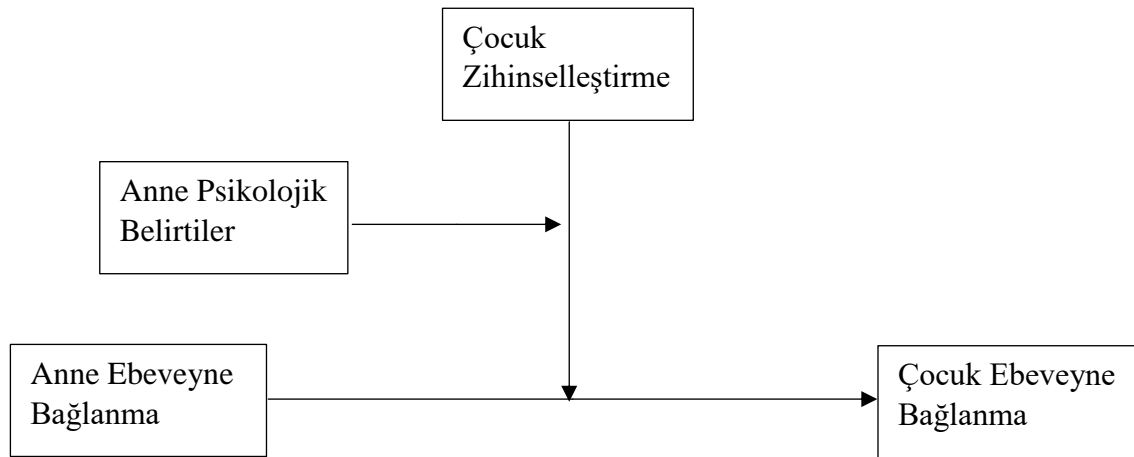 Çocuk
Zihinselleştirme
Anne Psikolojik
Belirtiler
Anne Ebeveyne
Bağlanma
Çocuk Ebeveyne
Bağlanma